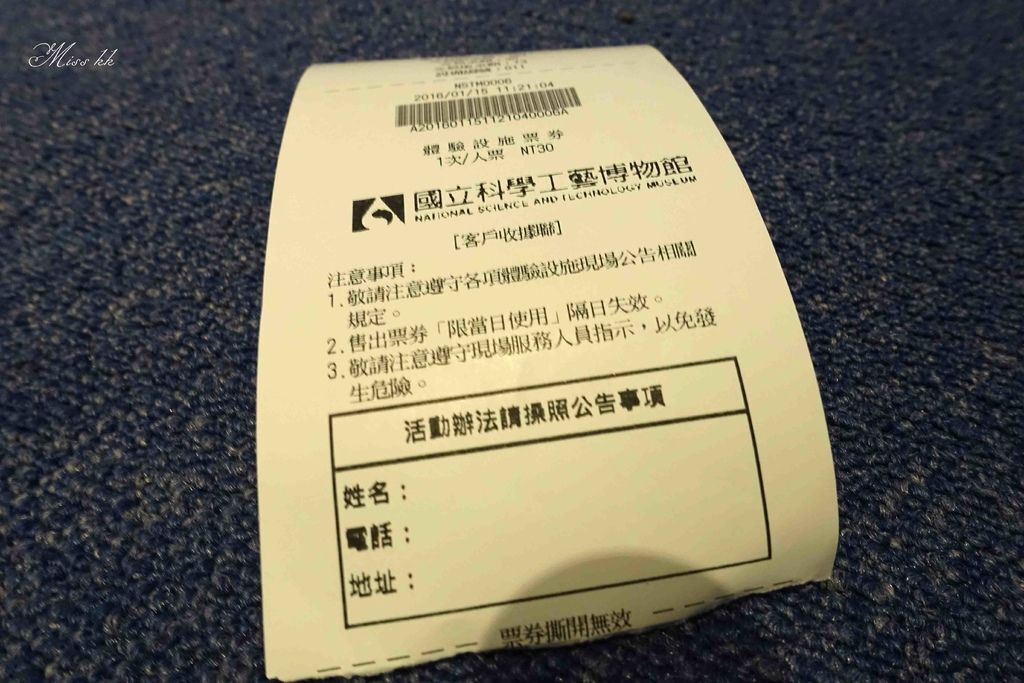 Miss kk
NSTM0006
2016/01/15 11:21:04
A201601151121040006A
體驗設施票券
1次/人票 NT30
國立科學工藝博物館
NATIONAL SCIENCE AND TECHNOLOGY MUSEUM
[客戶收據聯]
注意事項：
1.敬請注意遵守各項體驗設施現場公告相關
規定。
2.售出票券「限當日使用」隔日失效。
3.敬請注意遵守現場服務人員指示，以免發
生危險。
活動辦法請操照公告事項
姓名：
電話：
地址：
票券撕開無效